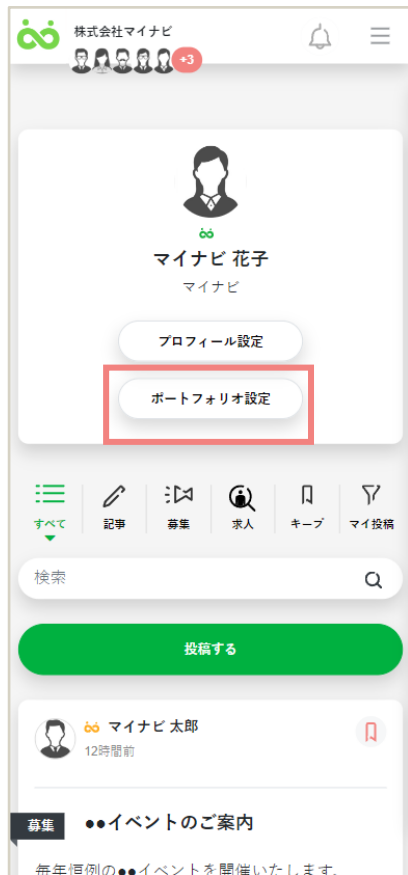 株式会社マイナビ
+3
マイナビ 花子
マイナビ
プロフィール設定
ポートフォリオ設定
すべて 記事 募集 求人 キープ マイ投稿
検索
投稿する
マイナビ 太郎
12時間前
募集 ●●イベントのご案内
毎年恒例の●●イベントを開催いたします。